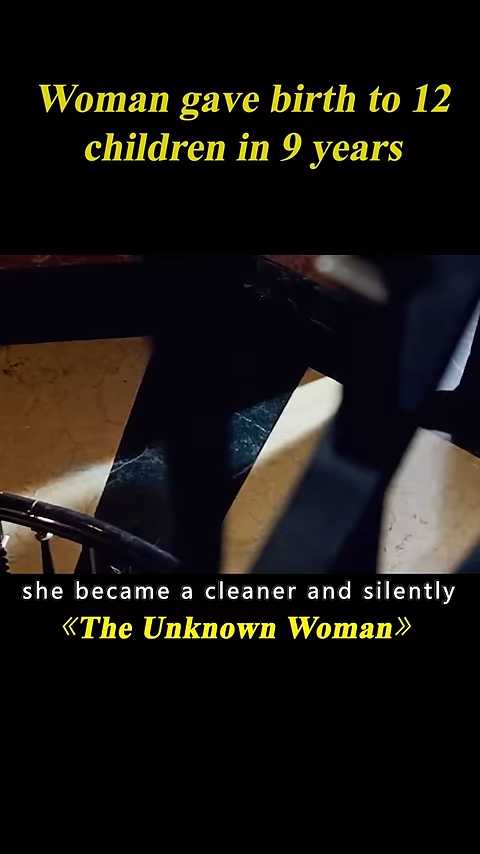 Woman gave birth to 12
children in 9 years
she became a cleaner and silently
《The Unknown Woman》